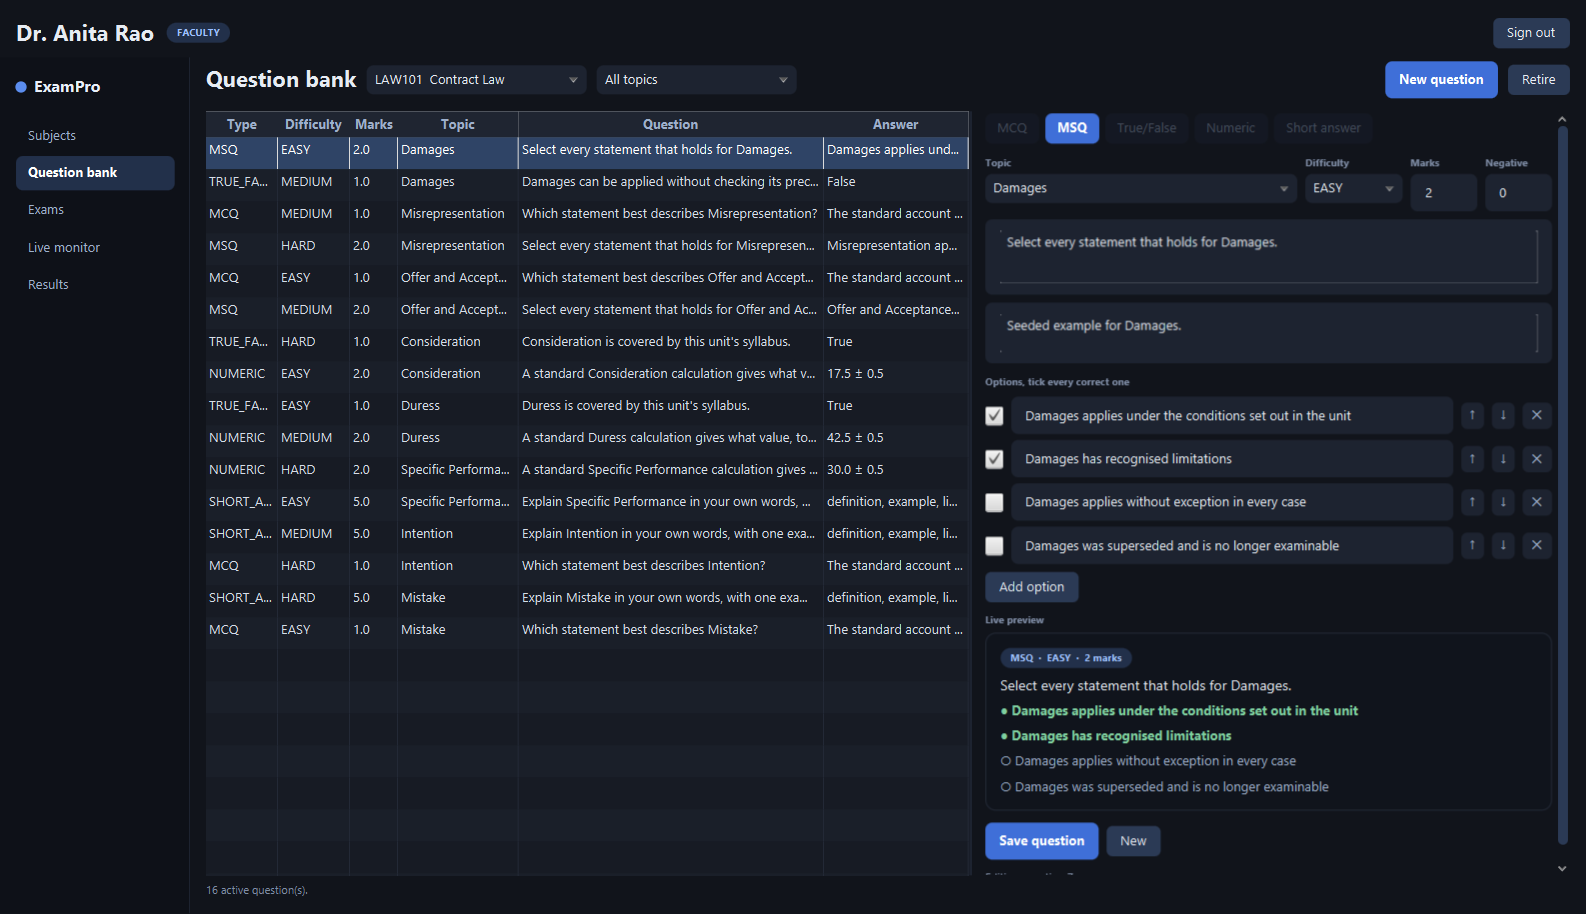 Dr. Anita Rao FACULTY Sign out
ExamPro
Subjects
Question bank
Exams
Live monitor
Results
Question bank LAW101 Contract Law All topics New question Retire
Type Difficulty Marks Topic Question Answer
MSQ EASY 2.0 Damages Select every statement that holds for Damages. Damages applies und...
TRUE_FA... MEDIUM 1.0 Damages Damages can be applied without checking its prec... False
MCQ MEDIUM 1.0 Misrepresentation Which statement best describes Misrepresentation? The standard account ...
MSQ HARD 2.0 Misrepresentation Select every statement that holds for Misrepresen... Misrepresentation ap...
MCQ EASY 1.0 Offer and Accept... Which statement best describes Offer and Accept... The standard account ...
MSQ MEDIUM 2.0 Offer and Accept... Select every statement that holds for Offer and Ac... Offer and Acceptance...
TRUE_FA... HARD 1.0 Consideration Consideration is covered by this unit's syllabus. True
NUMERIC EASY 2.0 Consideration A standard Consideration calculation gives what v... 17.5 ± 0.5
TRUE_FA... EASY 1.0 Duress Duress is covered by this unit's syllabus. True
NUMERIC MEDIUM 2.0 Duress A standard Duress calculation gives what value, to... 42.5 ± 0.5
NUMERIC HARD 2.0 Specific Performa... A standard Specific Performance calculation gives ... 30.0 ± 0.5
SHORT_A... EASY 5.0 Specific Performa... Explain Specific Performance in your own words, ... definition, example, li...
SHORT_A... MEDIUM 5.0 Intention Explain Intention in your own words, with one exa... definition, example, li...
MCQ HARD 1.0 Intention Which statement best describes Intention? The standard account ...
SHORT_A... HARD 5.0 Mistake Explain Mistake in your own words, with one exa... definition, example, li...
MCQ EASY 1.0 Mistake Which statement best describes Mistake? The standard account ...
16 active question(s).
MCQ MSQ True/False Numeric Short answer
Topic Difficulty Marks Negative
Damages EASY 2 0
Select every statement that holds for Damages.
Seeded example for Damages.
Options, tick every correct one
Damages applies under the conditions set out in the unit ↑ ↓ ✕
Damages has recognised limitations ↑ ↓ ✕
Damages applies without exception in every case ↑ ↓ ✕
Damages was superseded and is no longer examinable ↑ ↓ ✕
Add option
Live preview
MSQ · EASY · 2 marks
Select every statement that holds for Damages.
● Damages applies under the conditions set out in the unit
● Damages has recognised limitations
○ Damages applies without exception in every case
○ Damages was superseded and is no longer examinable
Save question New